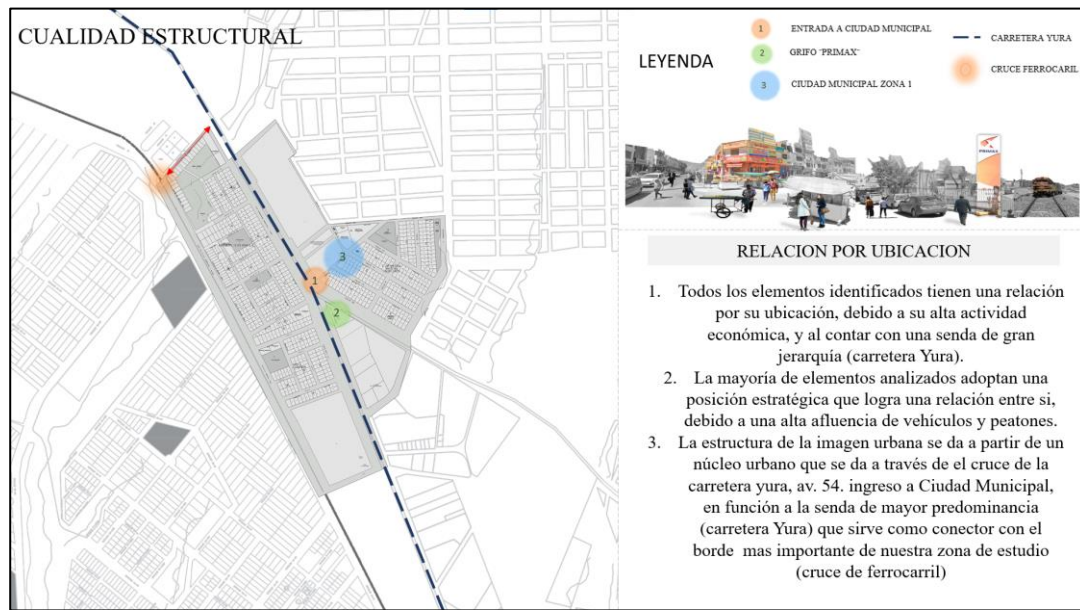 CUALIDAD ESTRUCTURAL
LEYENDA
1 ENTRADA A CIUDAD MUNICIPAL
2 GRIFO "PRIMAX"
3 CIUDAD MUNICIPAL ZONA 1
CARRETERA YURA
CRUCE FERROCARIL
PRIMAX
3
1
2
RELACION POR UBICACION
1. Todos los elementos identificados tienen una relación
por su ubicación, debido a su alta actividad
económica, y al contar con una senda de gran
jerarquía (carretera Yura).
2. La mayoría de elementos analizados adoptan una
posición estratégica que logra una relación entre si,
debido a una alta afluencia de vehículos y peatones.
3. La estructura de la imagen urbana se da a partir de un
núcleo urbano que se da a través de el cruce de la
carretera yura, av. 54. ingreso a Ciudad Municipal,
en función a la senda de mayor predominancia
(carretera Yura) que sirve como conector con el
borde mas importante de nuestra zona de estudio
(cruce de ferrocarril)